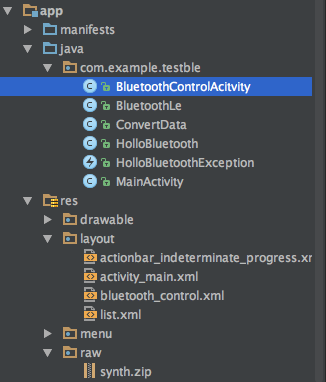 app
manifests
java
com.example.testble
BluetoothControlAcitvity
BluetoothLe
ConvertData
HolloBluetooth
HolloBluetoothException
MainActivity
res
drawable
layout
actionbar_indeterminate_progress.xm
activity_main.xml
bluetooth_control.xml
list.xml
menu
raw
synth.zip